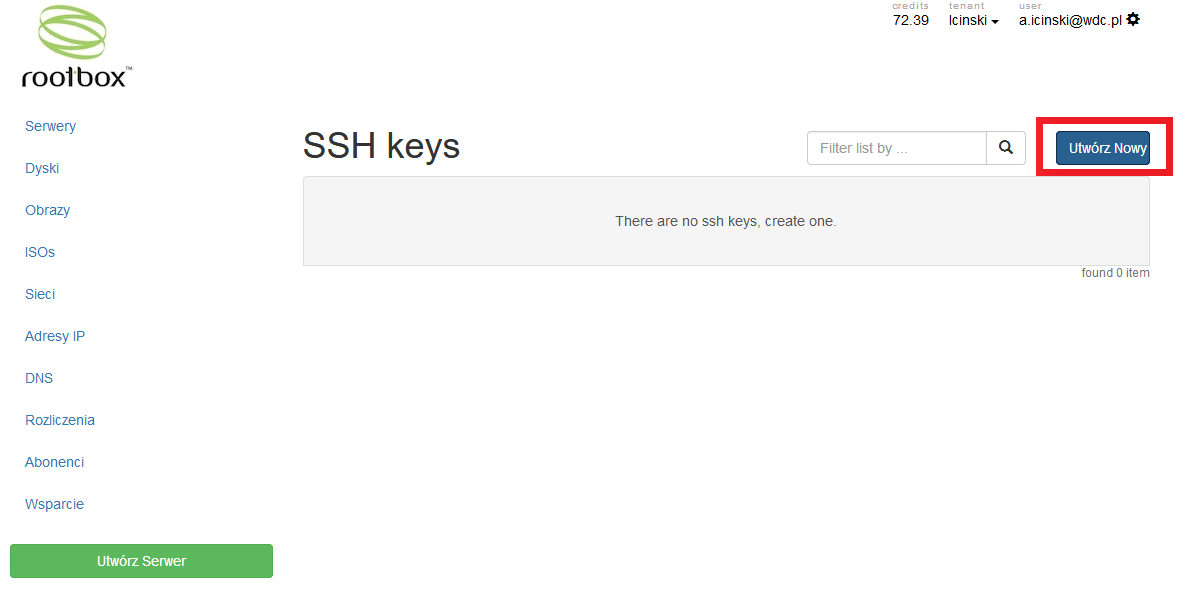 credits tenant user
72.39 Icinski a.icinski@wdc.pl
rootbox™
Serwery
Dyski
Obrazy
ISOs
Sieci
Adresy IP
DNS
Rozliczenia
Abonenci
Wsparcie
Utwórz Serwer
SSH keys
Filter list by ...
Utwórz Nowy
There are no ssh keys, create one.
found 0 item